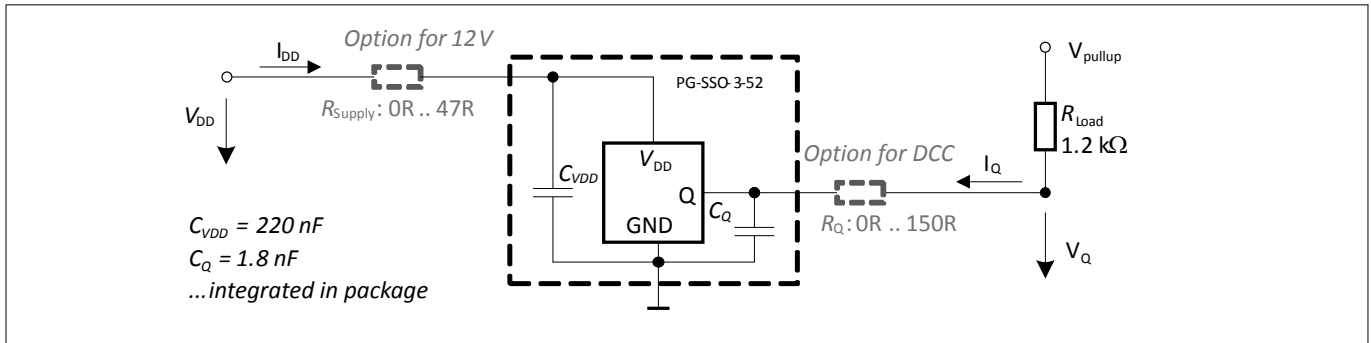 Option for 12V
I_DD
R_Supply: 0R .. 47R
V_DD
PG-SSO-3-52
V_pullup
R_Load
1.2 kΩ
Option for DCC
I_Q
R_Q: 0R .. 150R
V_Q
C_VDD
V_DD
Q
GND
C_Q
C_VDD = 220 nF
C_Q = 1.8 nF
...integrated in package